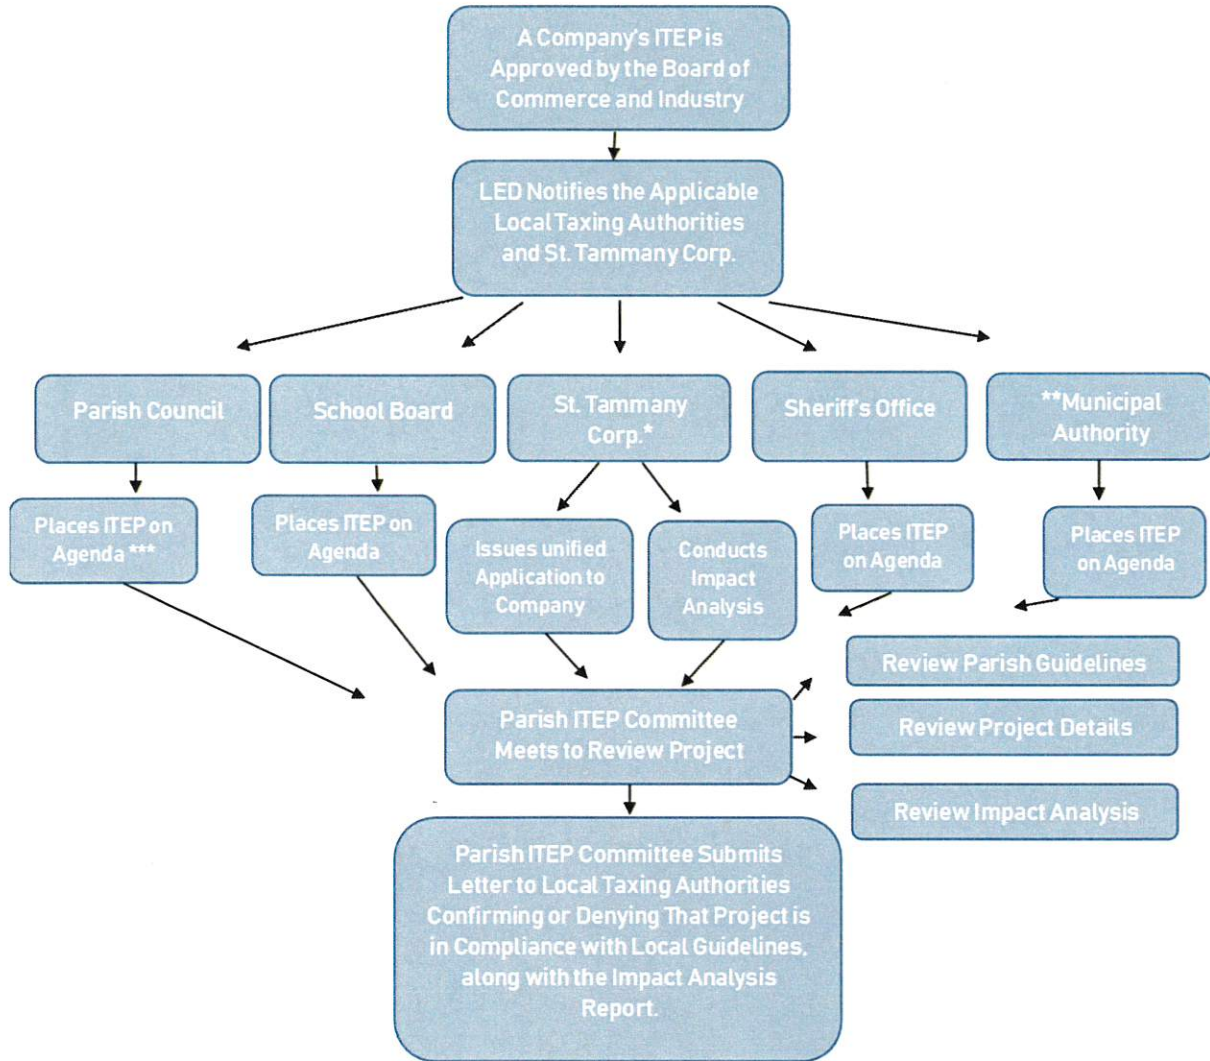 A Company's ITEP is
Approved by the Board of
Commerce and Industry
LED Notifies the Applicable
Local Taxing Authorities
and St. Tammany Corp.
Parish Council
School Board
St. Tammany
Corp.*
Sheriff's Office
**Municipal
Authority
Places ITEP on
Agenda ***
Places ITEP on
Agenda
Issues unified
Application to
Company
Conducts
Impact
Analysis
Places ITEP
on Agenda
Places ITEP
on Agenda
Parish ITEP Committee
Meets to Review Project
Review Parish Guidelines
Review Project Details
Review Impact Analysis
Parish ITEP Committee Submits
Letter to Local Taxing Authorities
Confirming or Denying That Project is
in Compliance with Local Guidelines,
along with the Impact Analysis
Report.